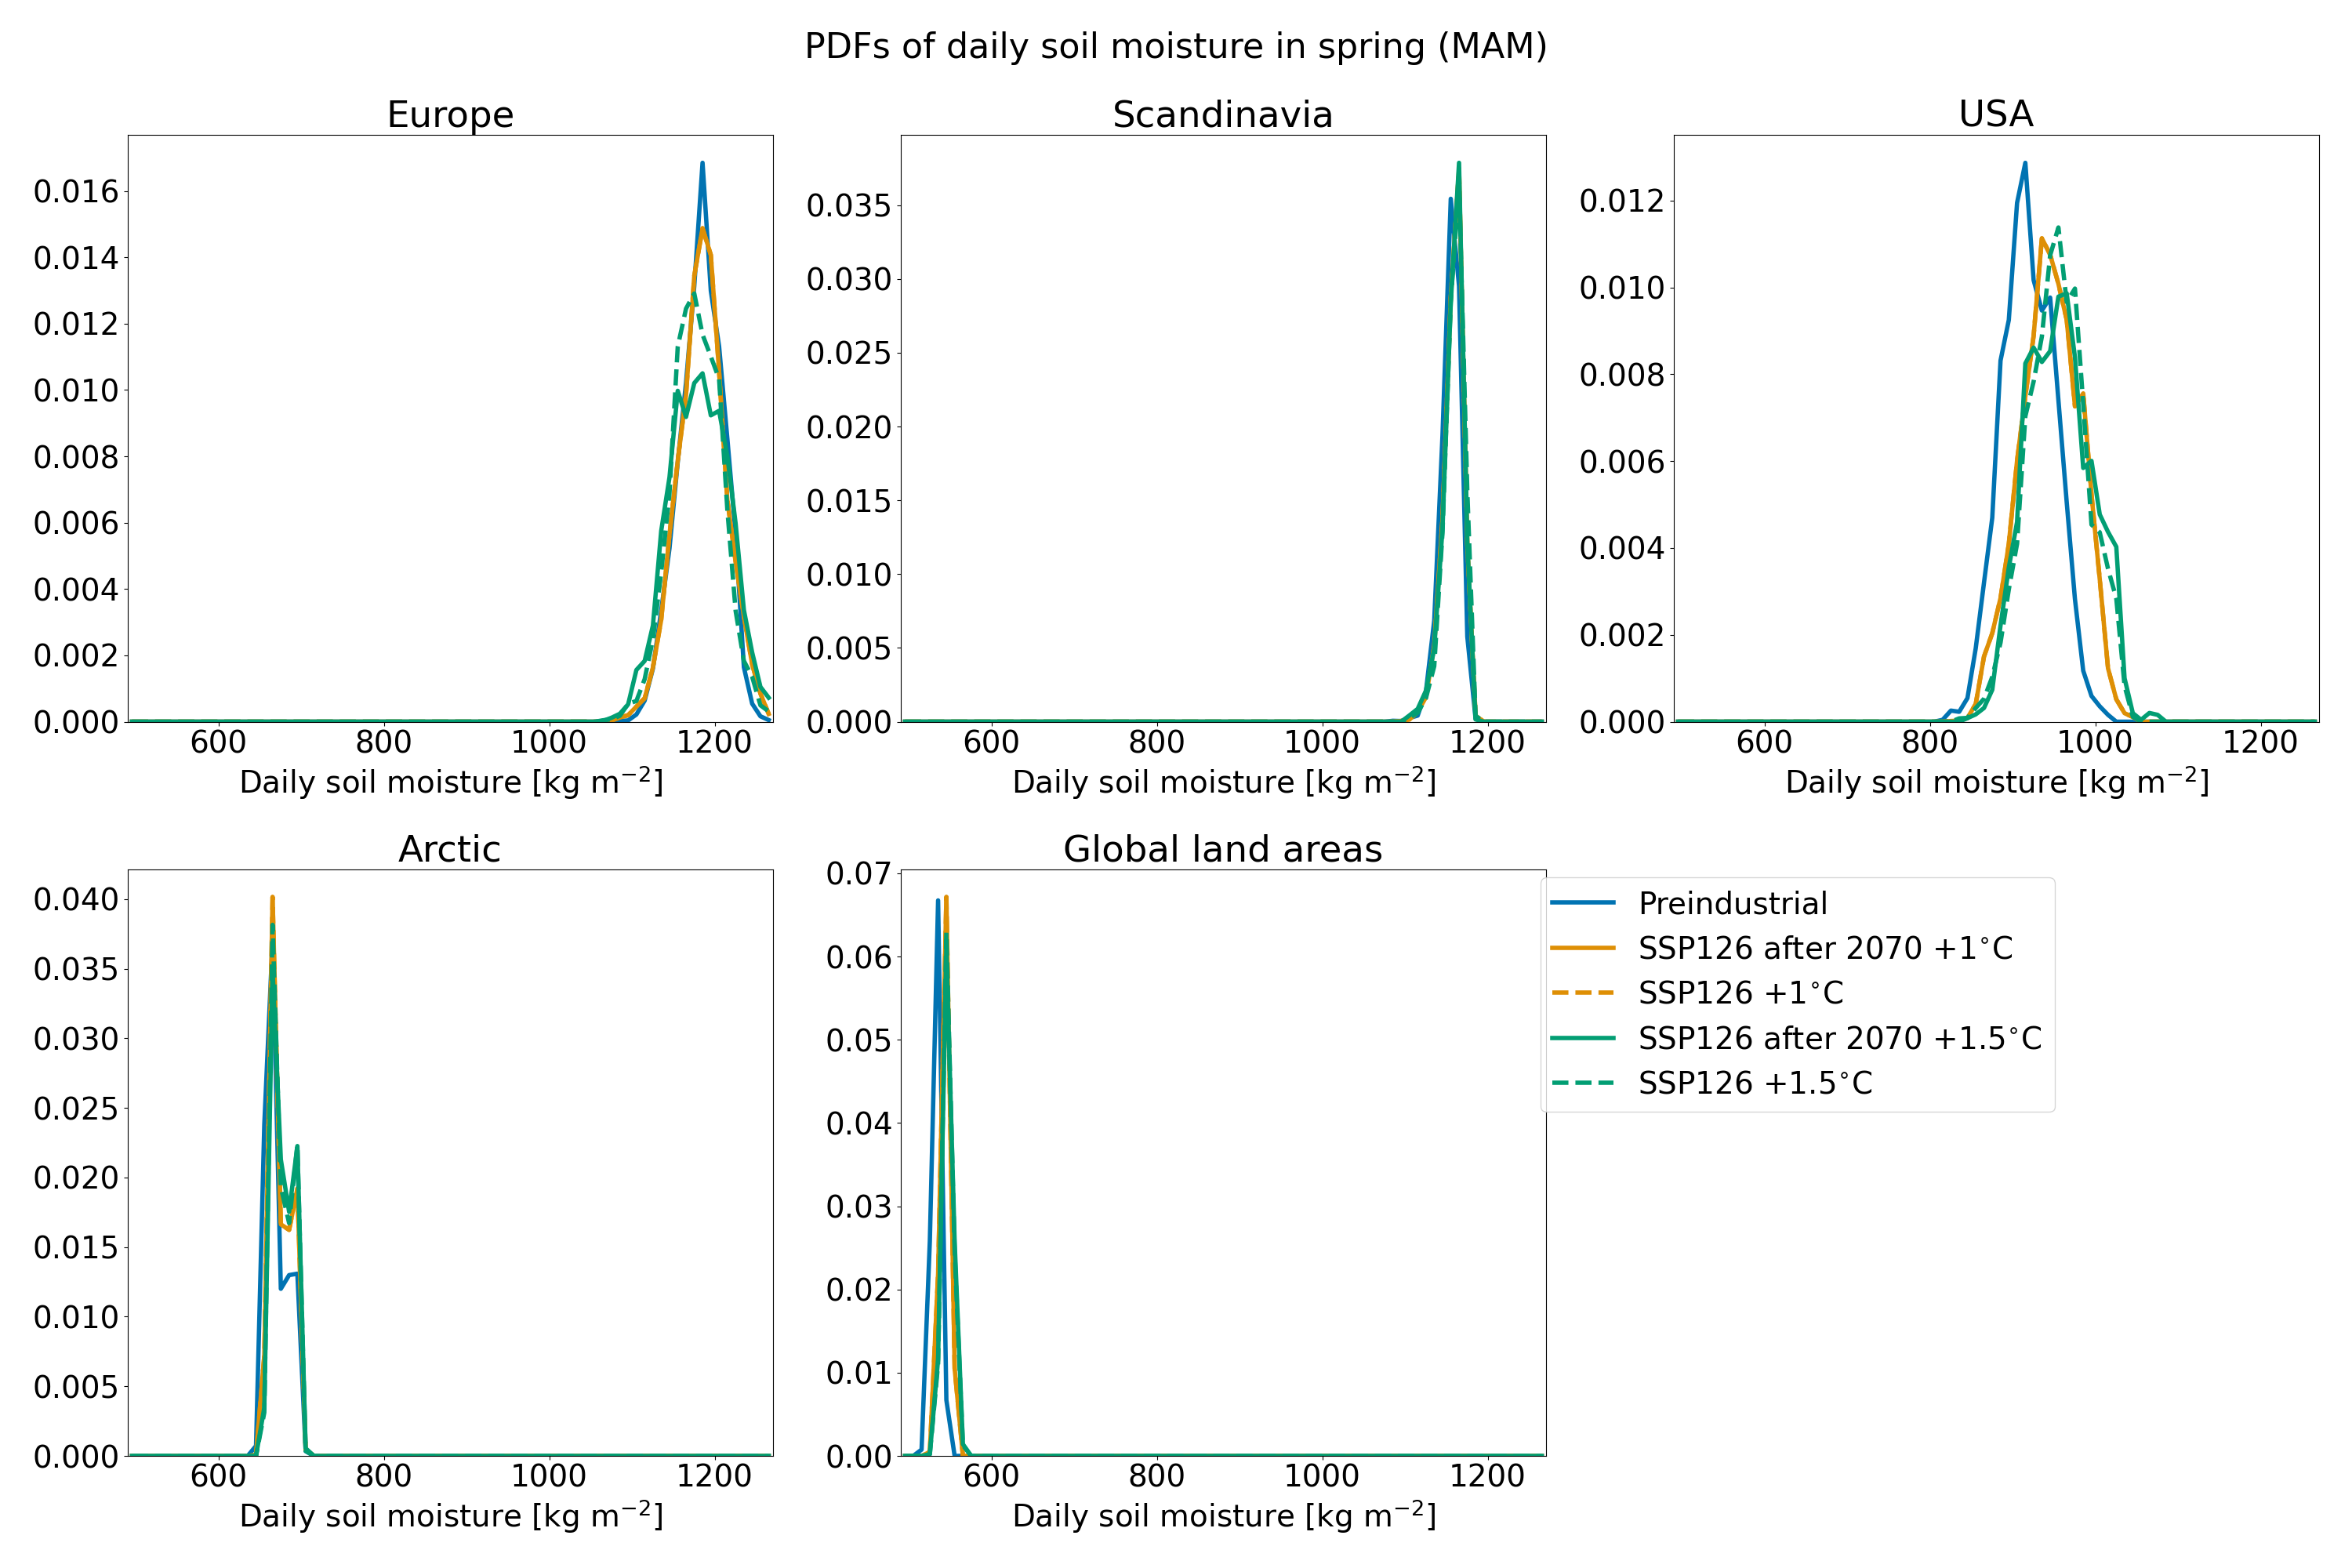 PDFs of daily soil moisture in spring (MAM)
Europe
0.016
0.014
0.012
0.010
0.008
0.006
0.004
0.002
0.000
600 800 1000 1200
Daily soil moisture [kg m⁻²]
Scandinavia
0.035
0.030
0.025
0.020
0.015
0.010
0.005
0.000
600 800 1000 1200
Daily soil moisture [kg m⁻²]
USA
0.012
0.010
0.008
0.006
0.004
0.002
0.000
600 800 1000 1200
Daily soil moisture [kg m⁻²]
Arctic
0.040
0.035
0.030
0.025
0.020
0.015
0.010
0.005
0.000
600 800 1000 1200
Daily soil moisture [kg m⁻²]
Global land areas
0.07
0.06
0.05
0.04
0.03
0.02
0.01
0.00
600 800 1000 1200
Daily soil moisture [kg m⁻²]
Preindustrial
SSP126 after 2070 +1°C
SSP126 +1°C
SSP126 after 2070 +1.5°C
SSP126 +1.5°C